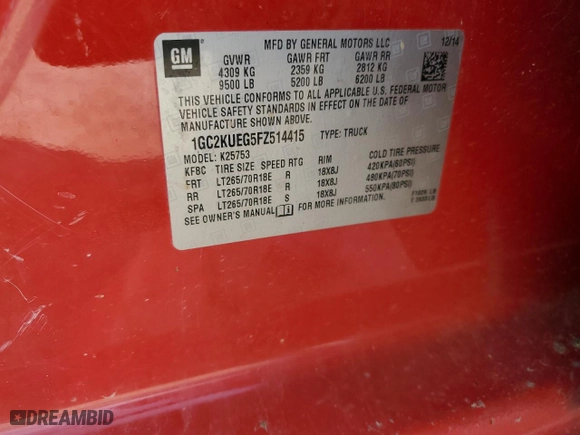 GM
MFD BY GENERAL MOTORS LLC 12/14
GVWR GAWR FRT GAWR RR
4309 KG 2359 KG 2812 KG
9500 LB 5200 LB 6200 LB
THIS VEHICLE CONFORMS TO ALL APPLICABLE U.S. FEDERAL MOTOR
VEHICLE SAFETY STANDARDS IN EFFECT ON THE DATE OF
MANUFACTURE SHOWN ABOVE.
1GC2KUEG5FZ514415 TYPE: TRUCK
MODEL: K25753
KF8C TIRE SIZE SPEED RTG RIM COLD TIRE PRESSURE
FRT LT265/70R18E R 18X8J 420KPA(60PSI)
RR LT265/70R18E R 18X8J 480KPA(70PSI)
SPA LT265/70R18E S 18X8J 550KPA(80PSI)
SEE OWNER'S MANUAL FOR MORE INFORMATION.
DREAMBID